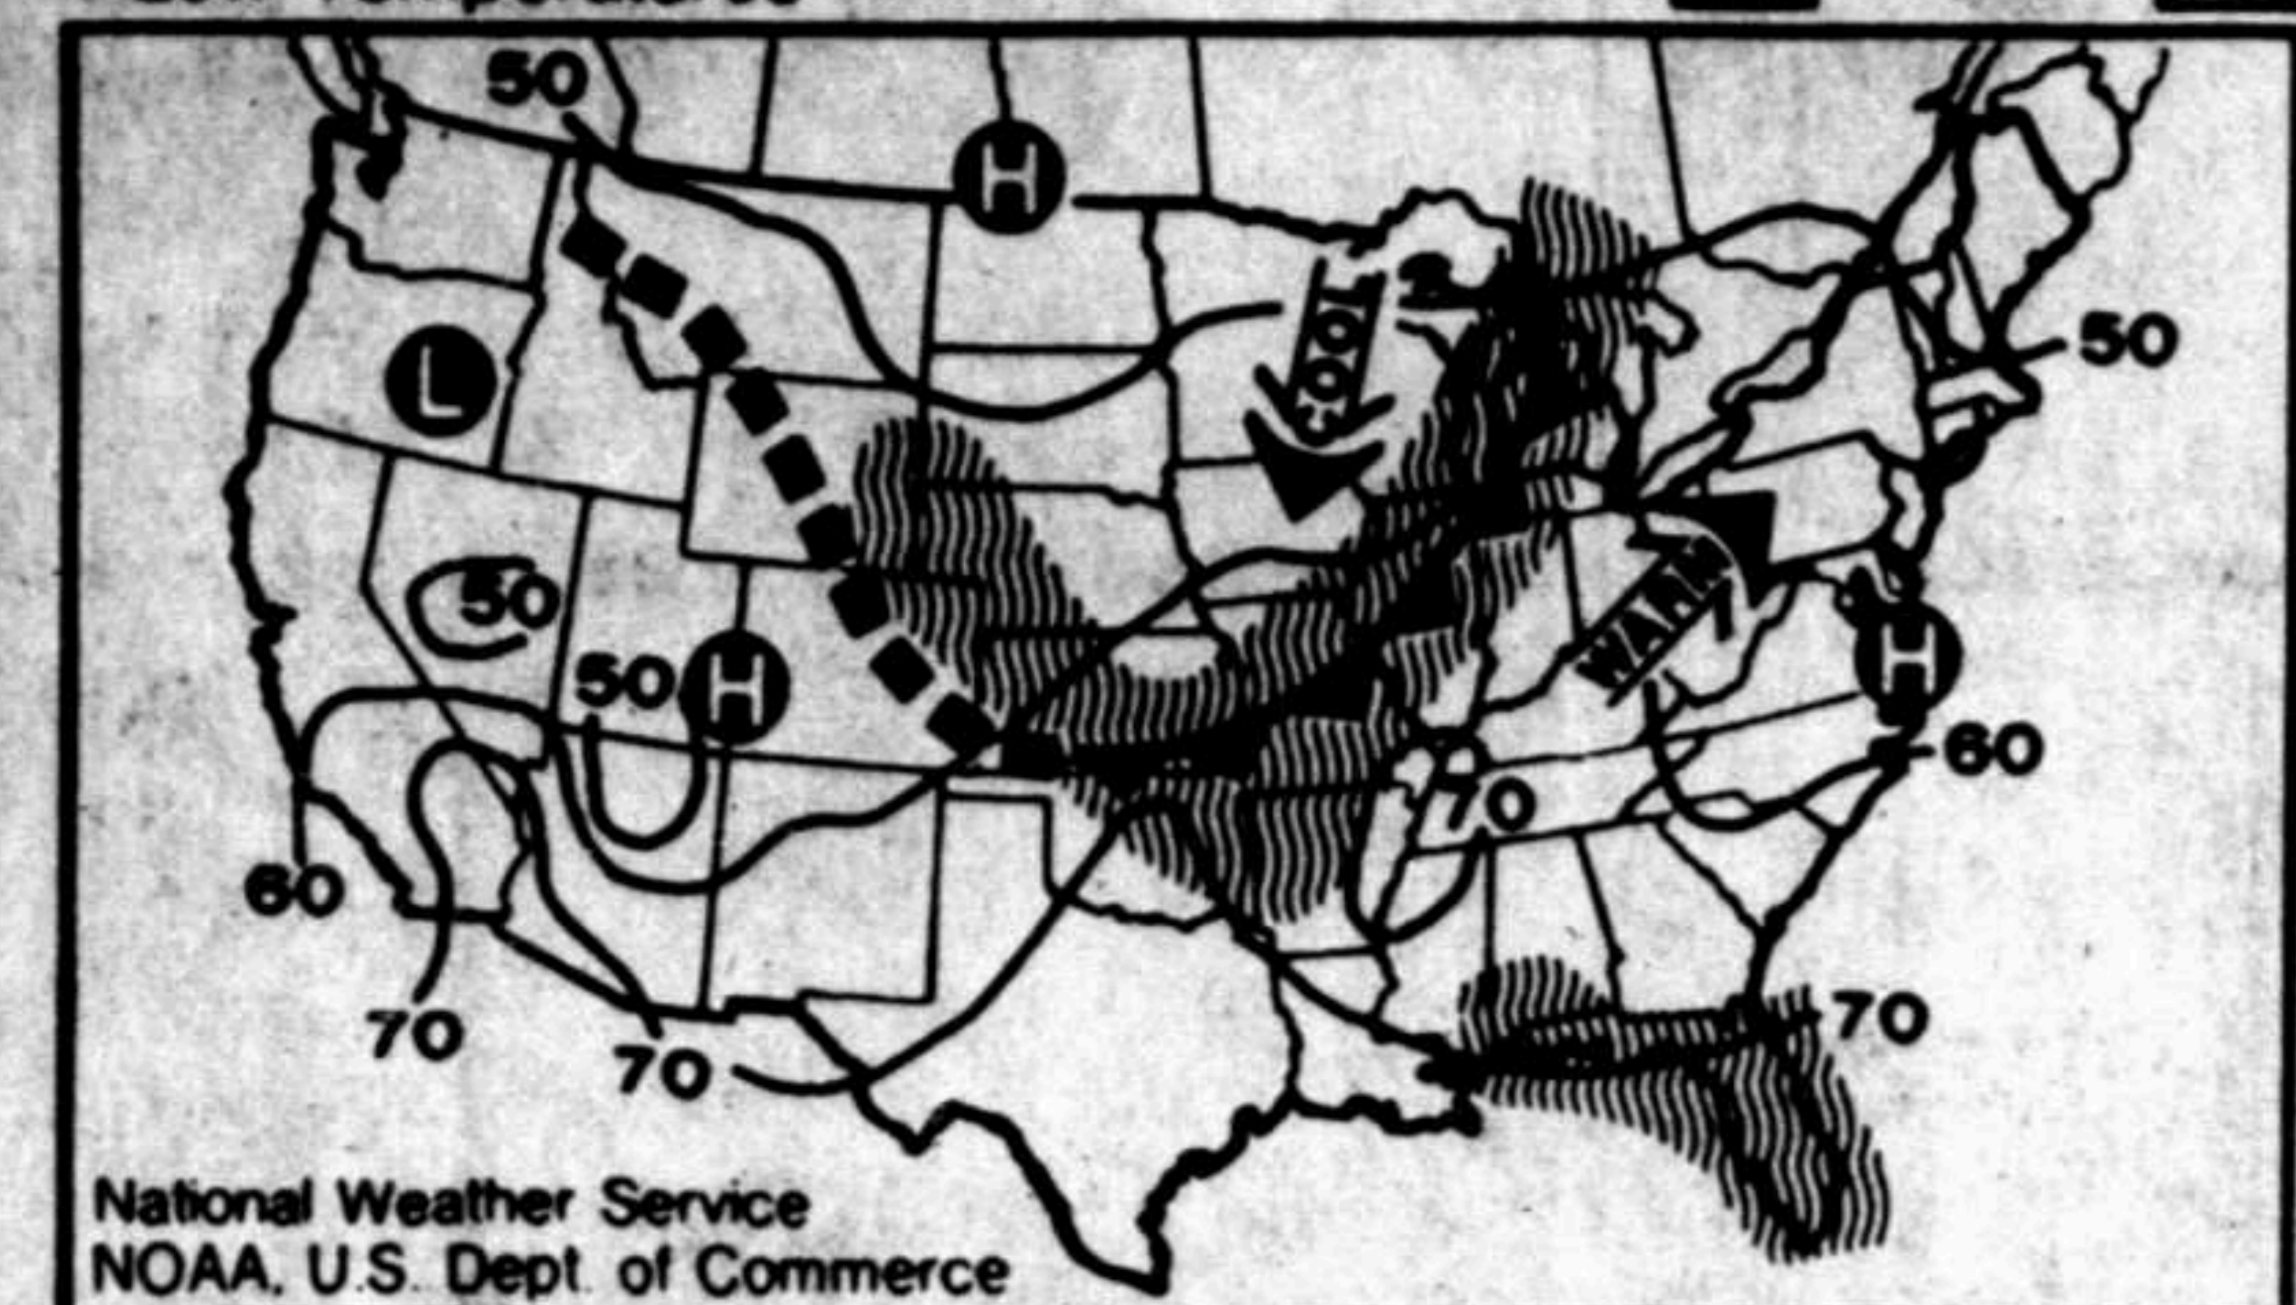 Temperatures
50
H
COOL
50
L
WARM
50
50
H
H
60
70
60
70
70
70
National Weather Service
NOAA, U.S. Dept. of Commerce